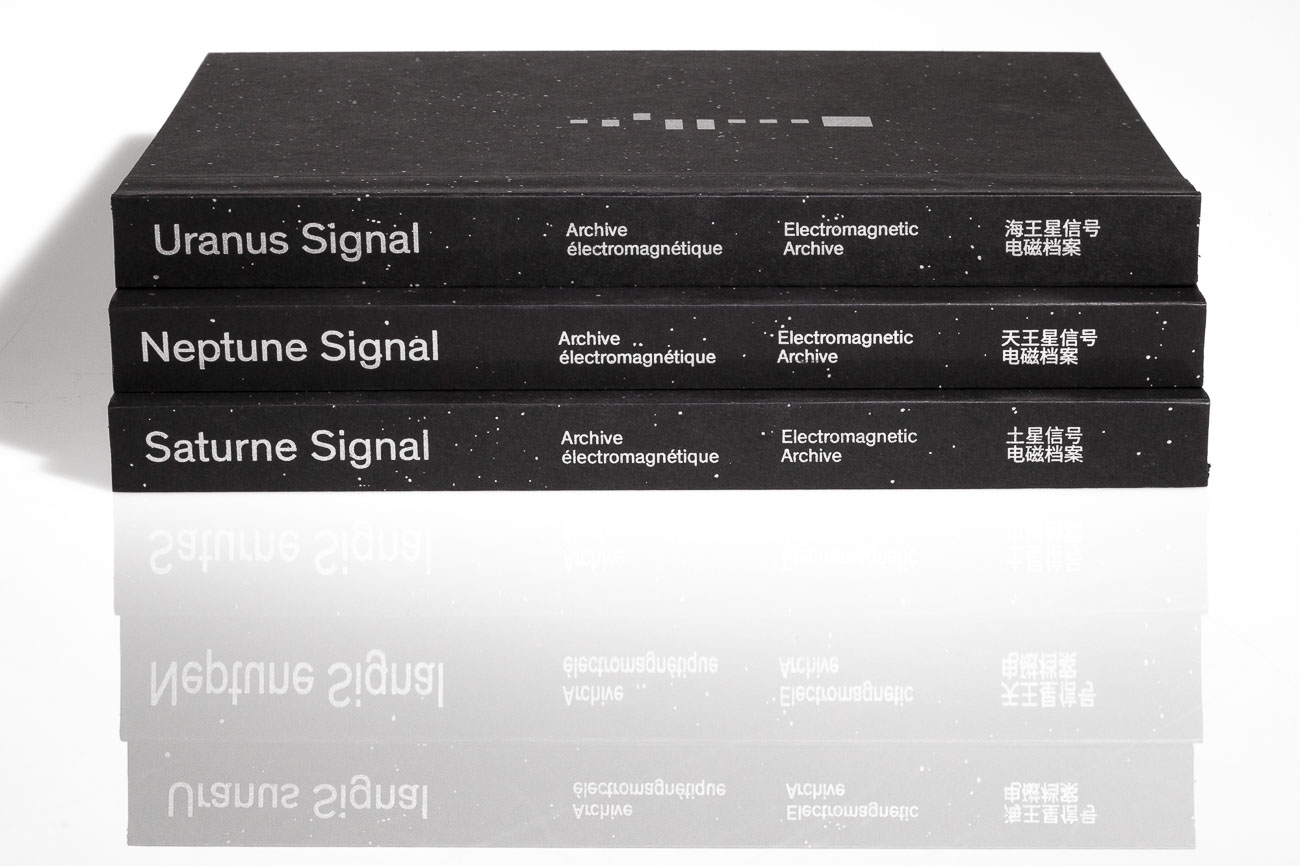 Uranus Signal
Archive
électromagnétique
Electromagnetic
Archive
海王星信号
电磁档案
Neptune Signal
Archive
électromagnétique
Electromagnetic
Archive
天王星信号
电磁档案
Saturne Signal
Archive
électromagnétique
Electromagnetic
Archive
土星信号
电磁档案